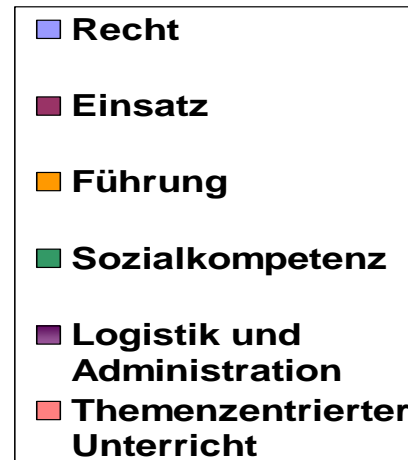 Recht
Einsatz
Führung
Sozialkompetenz
Logistik und
Administration
Themenzentrierter
Unterricht